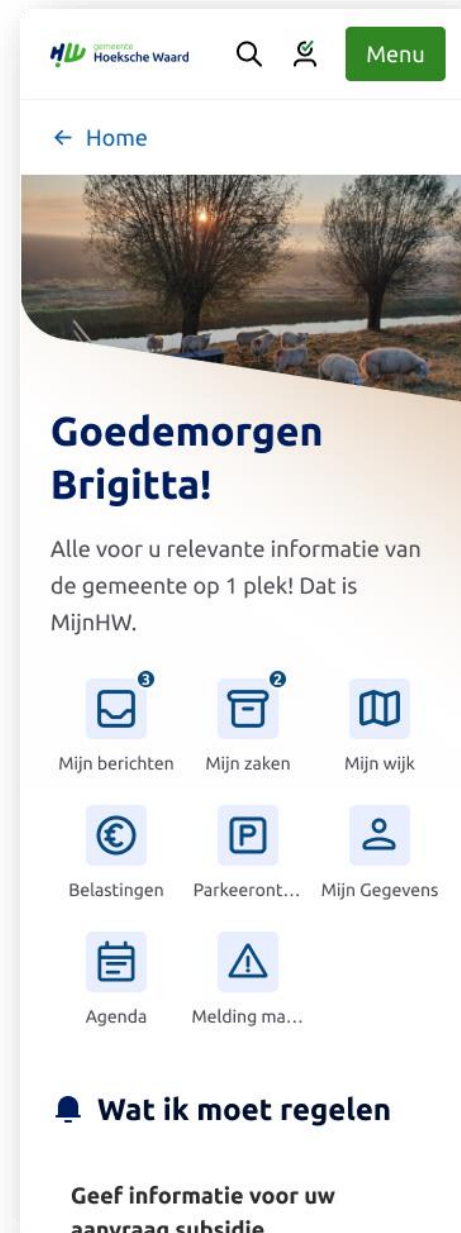 gemeente
Hoeksche Waard
Menu
← Home
Goedemorgen
Brigitta!
Alle voor u relevante informatie van
de gemeente op 1 plek! Dat is
MijnHW.
3
2
Mijn berichten
Mijn zaken
Mijn wijk
P
Belastingen
Parkeeront...
Mijn Gegevens
Agenda
Melding ma...
Wat ik moet regelen
Geef informatie voor uw
aanvraag subsidie